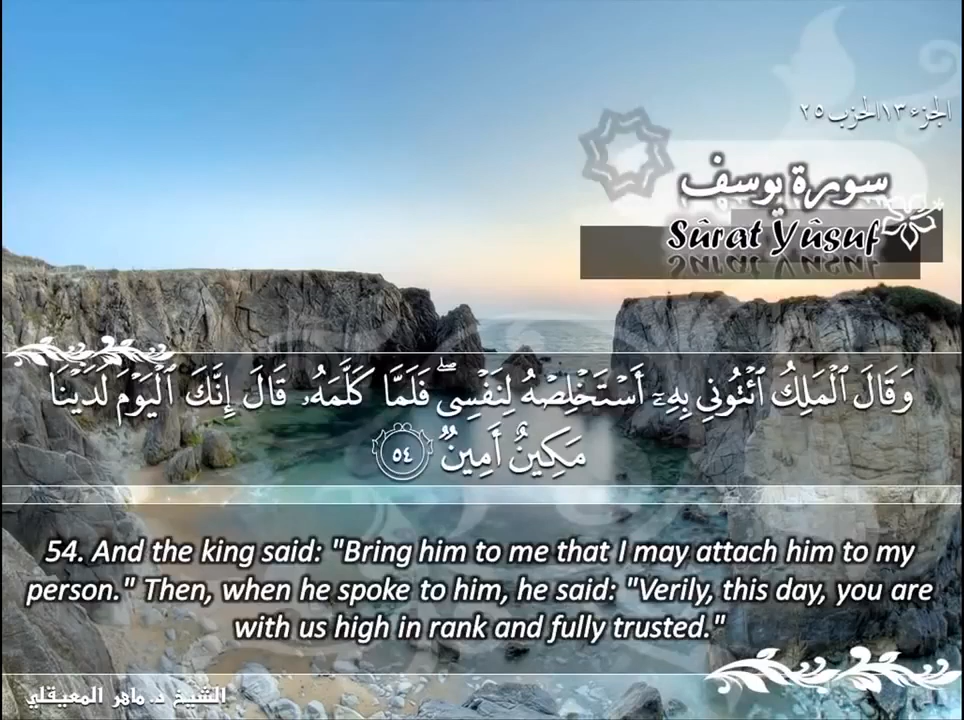 الجزء ١٣ الحزب ٢٥
سورة يوسف
Sûrat Yûsuf
وَقَالَ ٱلْمَلِكُ ٱئْتُونِي بِهِۦٓ أَسْتَخْلِصْهُ لِنَفْسِى ۖ فَلَمَّا كَلَّمَهُۥ قَالَ إِنَّكَ ٱلْيَوْمَ لَدَيْنَا
مَكِينٌ أَمِينٌ ٥٤
54. And the king said: "Bring him to me that I may attach him to my
person." Then, when he spoke to him, he said: "Verily, this day, you are
with us high in rank and fully trusted."
الشيخ د. ماهر المعيقلي